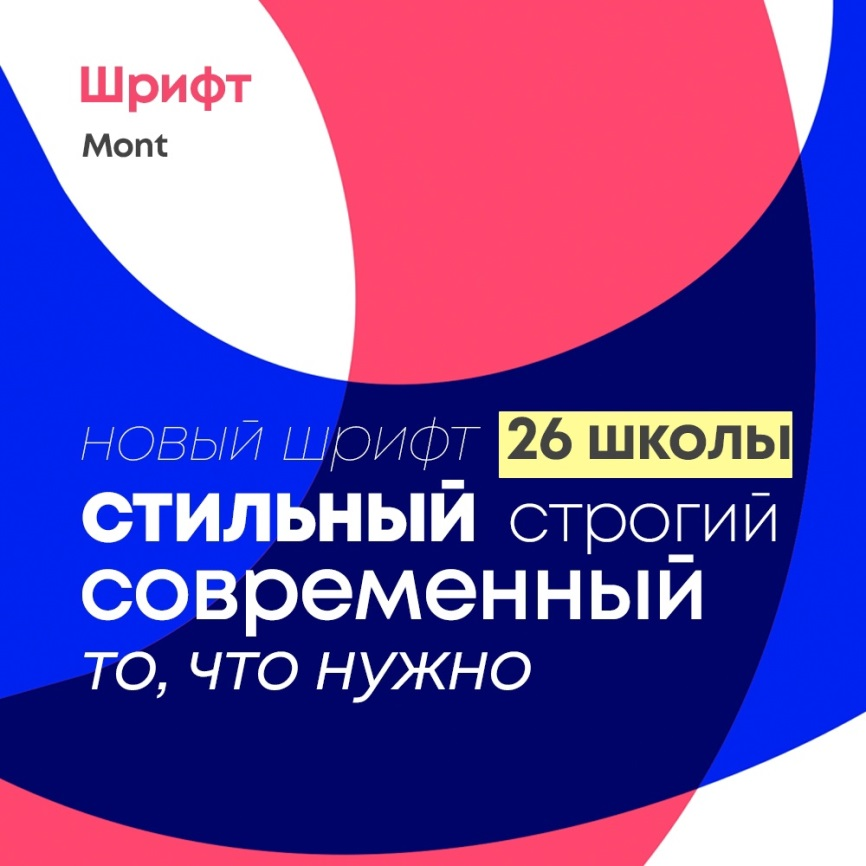 Шрифт
Mont
новый шрифт 26 школы
стильный строгий
современный
то, что нужно